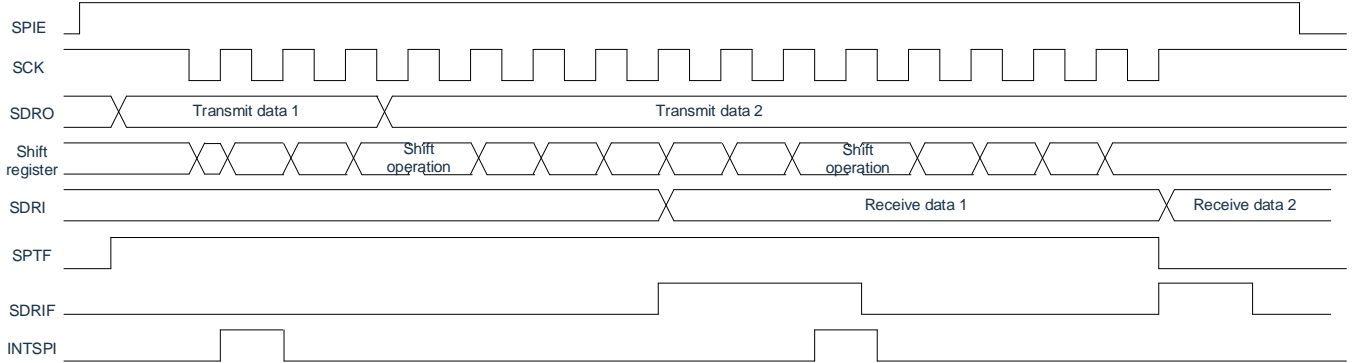 SPIE
SCK
SDRO
Transmit data 1
Transmit data 2
Shift
register
Shift
operation
Shift
operation
SDRI
Receive data 1
Receive data 2
SPTF
SDRIF
INTSPI